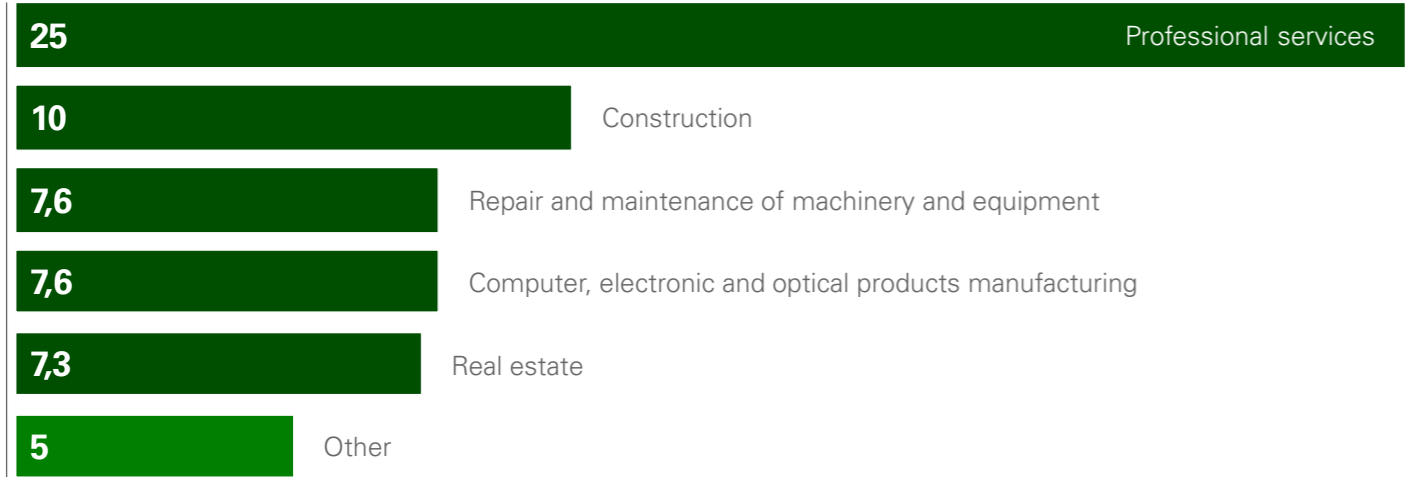 25 Professional services
10 Construction
7,6 Repair and maintenance of machinery and equipment
7,6 Computer, electronic and optical products manufacturing
7,3 Real estate
5 Other